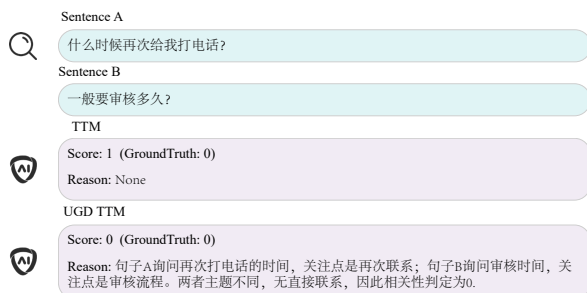 Sentence A
什么时候再次给我打电话?
Sentence B
一般要审核多久?
TTM
Score: 1 (GroundTruth: 0)
Reason: None
UGD TTM
Score: 0 (GroundTruth: 0)
Reason: 句子A询问再次打电话的时间，关注点是再次联系；句子B询问审核时间，关
注点是审核流程。两者主题不同，无直接联系，因此相关性判定为0.